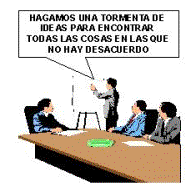 HAGAMOS UNA TORMENTA DE
IDEAS PARA ENCONTRAR
TODAS LAS COSAS EN LAS QUE
NO HAY DESACUERDO